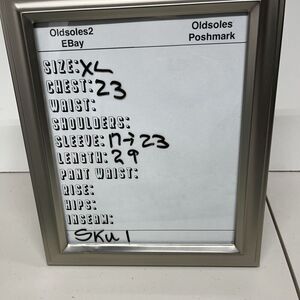 Oldsoles2 Oldsoles
EBay Poshmark
SIZE: XL
CHEST: 23
WAIST:
SHOULDERS:
SLEEVE: 17→23
LENGTH: 29
PANT WAIST:
RISE:
HIPS:
INSEAM:
SKU 1